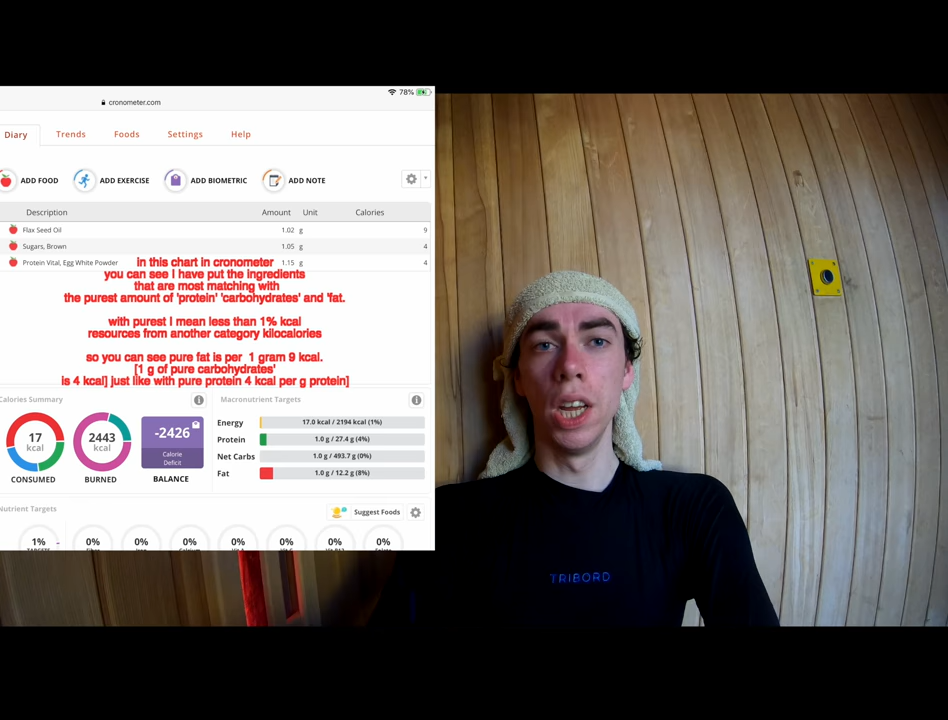 78%
cronometer.com
Diary Trends Foods Settings Help
ADD FOOD ADD EXERCISE ADD BIOMETRIC ADD NOTE
Description Amount Unit Calories
Flax Seed Oil 1.02 g 9
Sugars, Brown 1.05 g 4
Protein Vital, Egg White Powder 1.15 g 4
in this chart in cronometer
you can see I have put the ingredients
that are most matching with
the purest amount of 'protein' 'carbohydrates' and 'fat.
with purest I mean less than 1% kcal
resources from another category kilocalories
so you can see pure fat is per 1 gram 9 kcal.
[1 g of pure carbohydrates'
is 4 kcal] just like with pure protein 4 kcal per g protein]
Calories Summary
17
kcal
CONSUMED
2443
kcal
BURNED
-2426
Calorie
Deficit
BALANCE
Macronutrient Targets
Energy 17.0 kcal / 2194 kcal (1%)
Protein 1.0 g / 27.4 g (4%)
Net Carbs 1.0 g / 493.7 g (0%)
Fat 1.0 g / 12.2 g (8%)
Nutrient Targets
Suggest Foods
1% 0% 0% 0% 0% 0% 0% 0%
TRIBORD